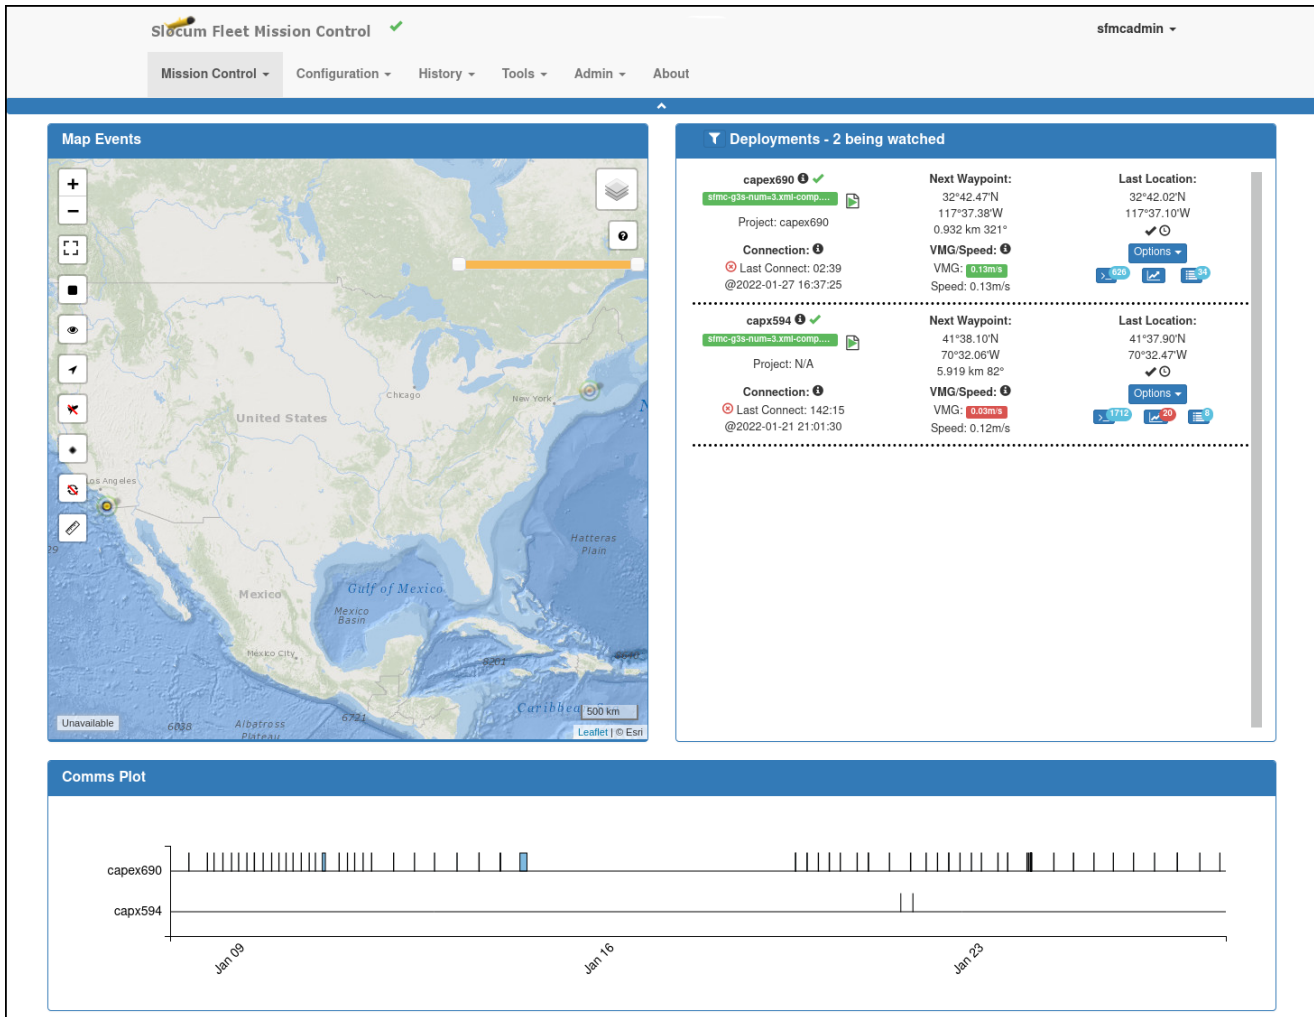 Slocum Fleet Mission Control
sfmcadmin
Mission Control
Configuration
History
Tools
Admin
About
Map Events
Chicago
New York
United States
Los Angeles
Hatteras
Plain
Gulf of Mexico
Mexico
Mexico
Basin
Mexico City
Albatross
Plateau
6038
6721
500 km
Unavailable
Leaflet | © Esri
Deployments - 2 being watched
capex690
Next Waypoint:
Last Location:
sfmc-g3s-num=3.xml-comp....
32°42.47'N
32°42.02'N
117°37.38'W
117°37.10'W
Project: capex690
0.932 km 321°
Connection:
VMG/Speed:
Options
Last Connect: 02:39
VMG: 0.13m/s
626
34
@2022-01-27 16:37:25
Speed: 0.13m/s
capx594
Next Waypoint:
Last Location:
sfmc-g3s-num=3.xml-comp....
41°38.10'N
41°37.90'N
70°32.06'W
70°32.47'W
Project: N/A
5.919 km 82°
Connection:
VMG/Speed:
Options
Last Connect: 142:15
VMG: 0.03m/s
1712
20
8
@2022-01-21 21:01:30
Speed: 0.12m/s
Comms Plot
capex690
capx594
Jan 09
Jan 16
Jan 23